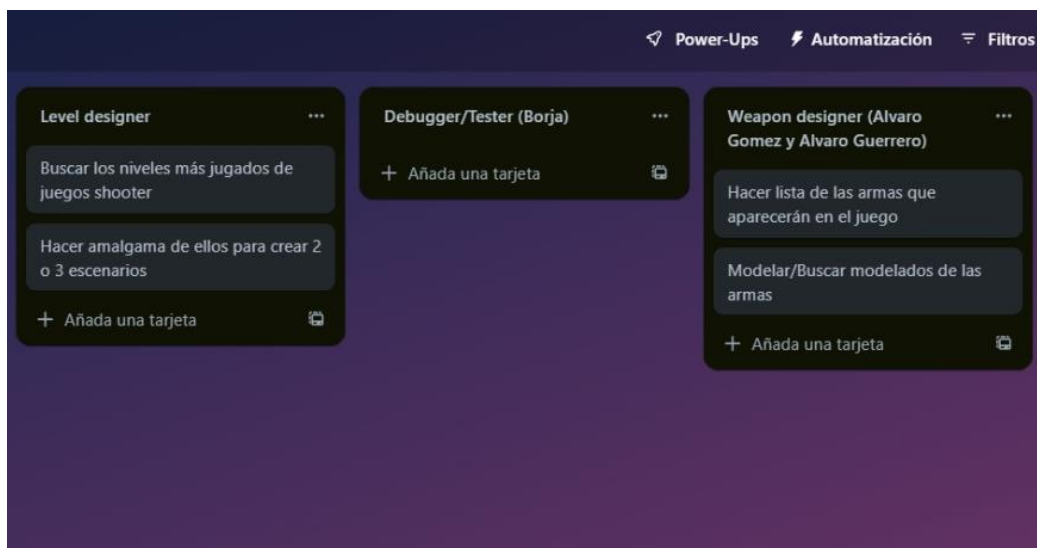 Power-Ups
Automatización
Filtros
Level designer
Buscar los niveles más jugados de
juegos shooter
Hacer amalgama de ellos para crear 2
o 3 escenarios
+ Añada una tarjeta
Debugger/Tester (Borja)
+ Añada una tarjeta
Weapon designer (Alvaro
Gomez y Alvaro Guerrero)
Hacer lista de las armas que
aparecerán en el juego
Modelar/Buscar modelados de las
armas
+ Añada una tarjeta